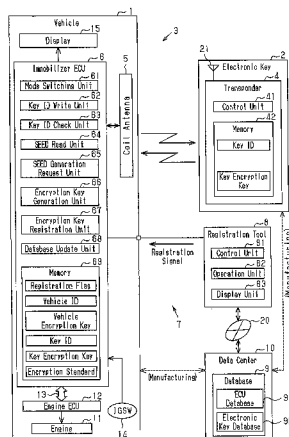 1
Vehicle
15
Display
3
6
Immobilizer ECU
61
Mode Switching Unit
62
Key ID Write Unit
63
Key ID Check Unit
64
SEED Read Unit
65
SEED Generation
Request Unit
66
Encryption Key
Generation Unit
67
Encryption Key
Registration Unit
68
Database Update Unit
69
Memory
Registration Flag
Vehicle ID
Vehicle
Encryption Key
Key ID
Key Encryption Key
Encryption Standard
13
12
Engine ECU
11
Engine
IGSW
14
5
Coil Antenna
21
2
Electronic Key
4
Transponder
41
Control Unit
42
Memory
Key ID
Key Encryption
Key
8
Registration Tool
81
Control Unit
82
Operation Unit
83
Display Unit
Registration
Signal
7
20
(Manufacturing)
(Manufacturing)
10
Data Center
9
Database
ECU
Database
Electronic
Key Database
9
9